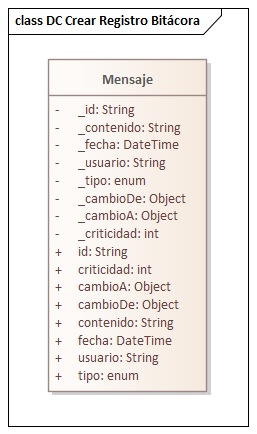 class DC Crear Registro Bitácora
Mensaje
- _id: String
- _contenido: String
- _fecha: DateTime
- _usuario: String
- _tipo: enum
- _cambioDe: Object
- _cambioA: Object
- _criticidad: int
+ id: String
+ criticidad: int
+ cambioA: Object
+ cambioDe: Object
+ contenido: String
+ fecha: DateTime
+ usuario: String
+ tipo: enum